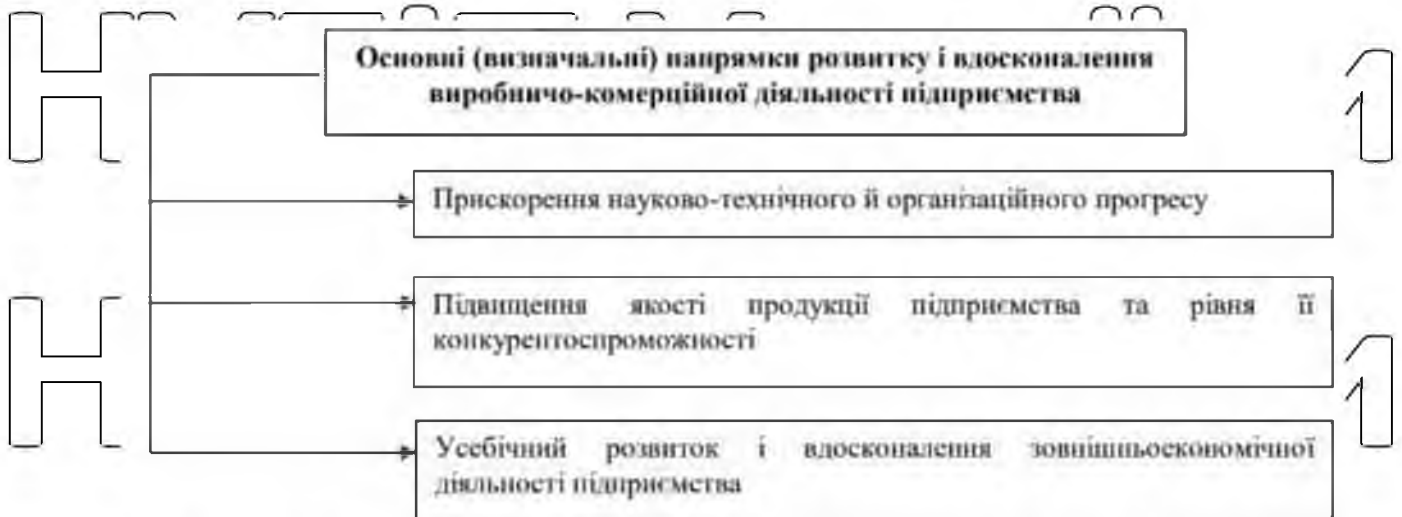 Основні (визначальні) напрямки розвитку і вдосконалення
виробничо-комерційної діяльності підприємства
Прискорення науково-технічного й організаційного прогресу
Підвищення якості продукції підприємства та рівня її
конкурентоспроможності
Усебічний розвиток і вдосконалення зовнішньоекономічної
діяльності підприємства